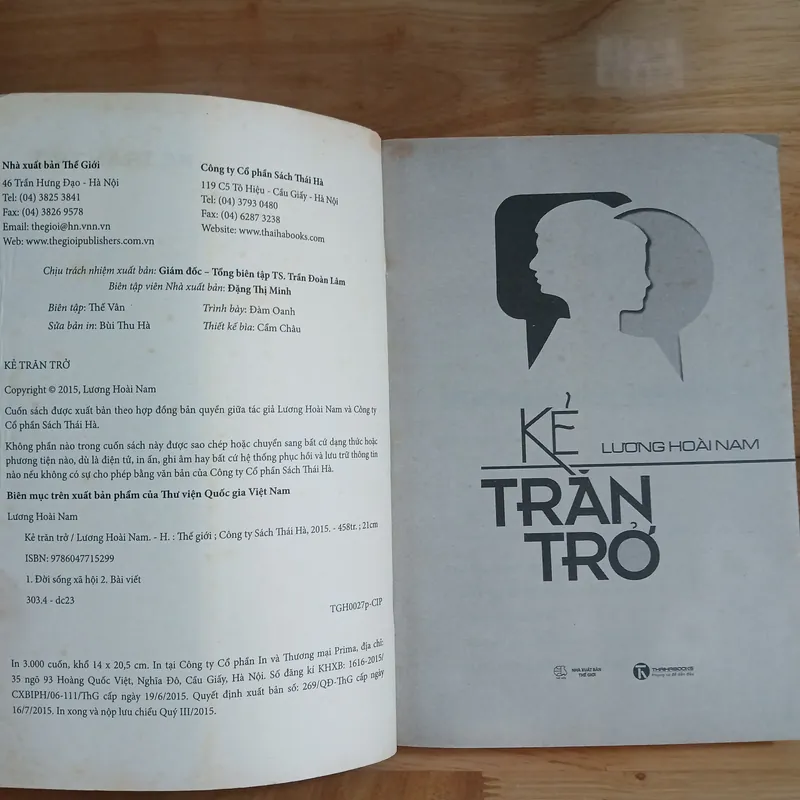 Nhà xuất bản Thế Giới
46 Trần Hưng Đạo - Hà Nội
Tel: (04) 3825 3841
Fax: (04) 3826 9578
Email: thegioi@hn.vnn.vn
Web: www.thegioipublishers.com.vn
Công ty Cổ phần Sách Thái Hà
119 C5 Tô Hiệu - Cầu Giấy - Hà Nội
Tel: (04) 3793 0480
Fax: (04) 6287 3238
Website: www.thaihabooks.com
Chịu trách nhiệm xuất bản: Giám đốc – Tổng biên tập TS. Trần Đoàn Lâm
Biên tập viên Nhà xuất bản: Đặng Thị Minh
Biên tập: Thế Vân
Trình bày: Đàm Oanh
Sửa bản in: Bùi Thu Hà
Thiết kế bìa: Cầm Châu
KẺ TRĂN TRỞ
Copyright © 2015, Lương Hoài Nam
Cuốn sách được xuất bản theo hợp đồng bản quyền giữa tác giả Lương Hoài Nam và Công ty
Cổ phần Sách Thái Hà.
Không phần nào trong cuốn sách này được sao chép hoặc chuyển sang bất cứ dạng thức hoặc
phương tiện nào, dù là điện tử, in ấn, ghi âm hay bất cứ hệ thống phục hồi và lưu trữ thông tin
nào nếu không có sự cho phép bằng văn bản của Công ty Cổ phần Sách Thái Hà.
Biên mục trên xuất bản phẩm của Thư viện Quốc gia Việt Nam
Lương Hoài Nam
Kẻ trăn trở / Lương Hoài Nam. - H. : Thế giới ; Công ty Sách Thái Hà, 2015. - 458tr. ; 21cm
ISBN: 9786047715299
1. Đời sống xã hội 2. Bài viết
303.4 - dc23
TGH0027p-CIP
In 3.000 cuốn, khổ 14 x 20,5 cm. In tại Công ty Cổ phần In và Thương mại Prima, địa chỉ:
35 ngõ 93 Hoàng Quốc Việt, Nghĩa Đô, Cầu Giấy, Hà Nội. Số đăng kí KHXB: 1616-2015/
CXBIPH/06-111/ThG cấp ngày 19/6/2015. Quyết định xuất bản số: 269/QĐ-ThG cấp ngày
16/7/2015. In xong và nộp lưu chiểu Quý III/2015.
KẺ
LƯƠNG HOÀI NAM
TRĂN
TRỞ
NHÀ XUẤT BẢN
THẾ GIỚI
THAIHABOOKS